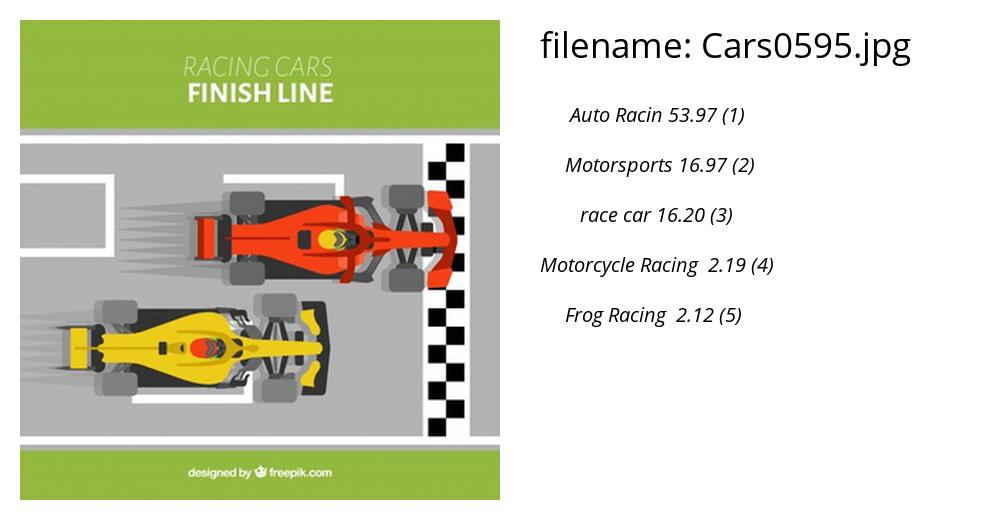 RACING CARS
FINISH LINE
designed by freepik.com
filename: Cars0595.jpg
Auto Racin 53.97 (1)
Motorsports 16.97 (2)
race car 16.20 (3)
Motorcycle Racing 2.19 (4)
Frog Racing 2.12 (5)